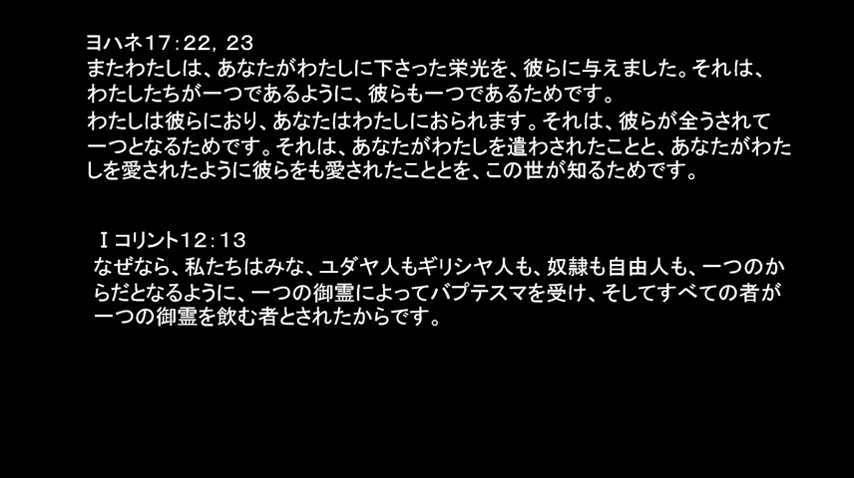 ヨハネ１７：２２，２３
またわたしは、あなたがわたしに下さった栄光を、彼らに与えました。それは、
わたしたちが一つであるように、彼らも一つであるためです。
わたしは彼らにおり、あなたはわたしにおられます。それは、彼らが全うされて
一つとなるためです。それは、あなたがわたしを遣わされたことと、あなたがわた
しを愛されたように彼らをも愛されたこととを、この世が知るためです。
Ⅰコリント１２：１３
なぜなら、私たちはみな、ユダヤ人もギリシヤ人も、奴隷も自由人も、一つのか
らだとなるように、一つの御霊によってバプテスマを受け、そしてすべての者が
一つの御霊を飲む者とされたからです。